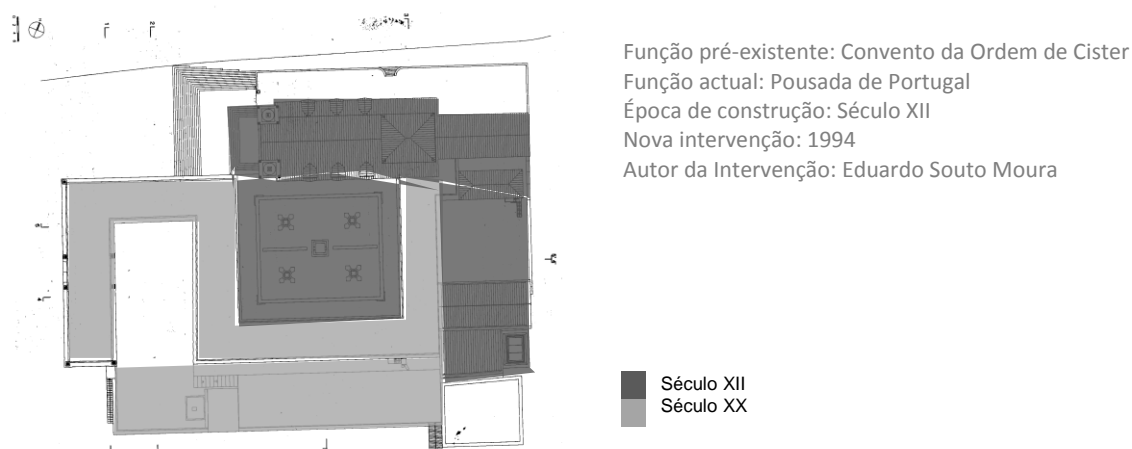 Função pré-existente: Convento da Ordem de Cister
Função actual: Pousada de Portugal
Época de construção: Século XII
Nova intervenção: 1994
Autor da Intervenção: Eduardo Souto Moura
Século XII
Século XX